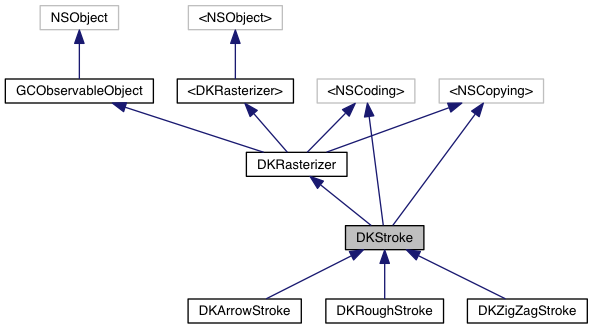 NSObject
<NSObject>
GCObservableObject
<DKRasterizer>
<NSCoding>
<NSCopying>
DKRasterizer
DKStroke
DKArrowStroke
DKRoughStroke
DKZigZagStroke